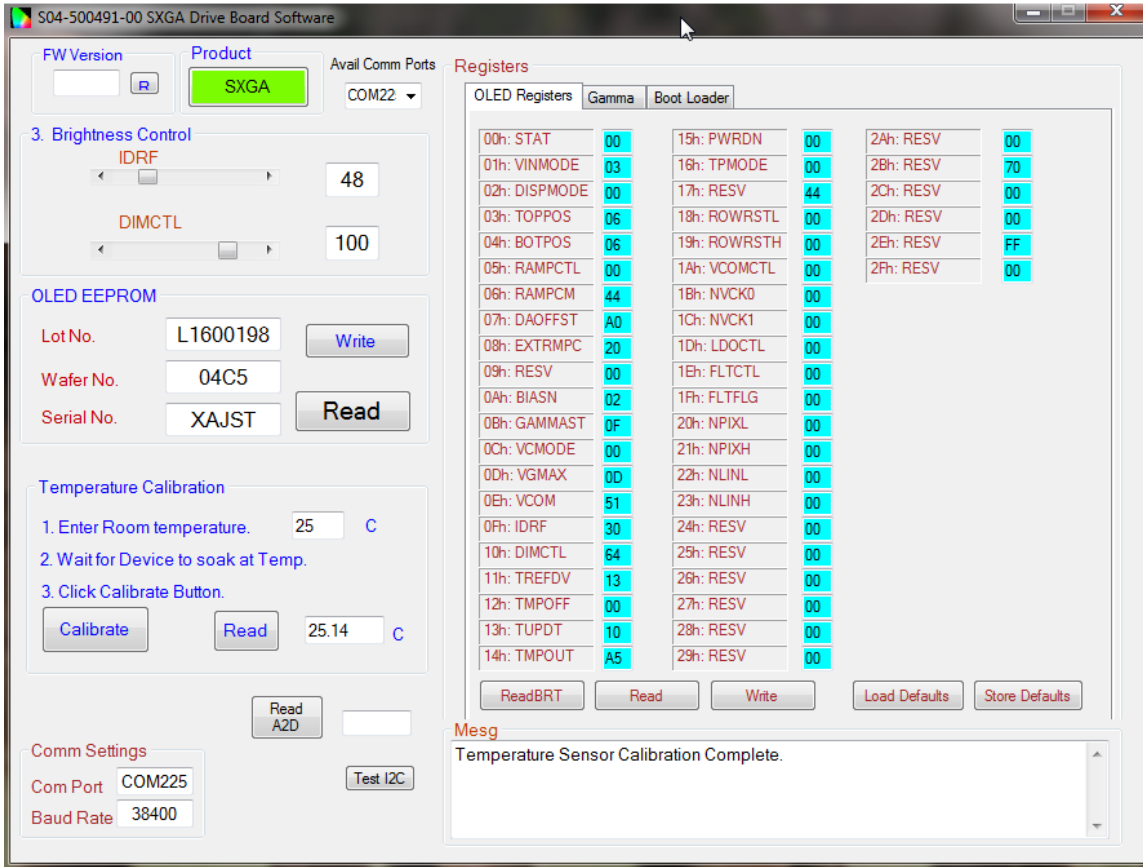 S04-500491-00 SXGA Drive Board Software
FW Version
R
Product
SXGA
Avail Comm Ports
COM22
3. Brightness Control
IDRF
48
DIMCTL
100
OLED EEPROM
Lot No. L1600198 Write
Wafer No. 04C5
Serial No. XAJST Read
Temperature Calibration
1. Enter Room temperature. 25 C
2. Wait for Device to soak at Temp.
3. Click Calibrate Button.
Calibrate Read 25.14 C
Read
A2D
Comm Settings
Com Port COM225
Baud Rate 38400
Test I2C
Registers
OLED Registers Gamma Boot Loader
00h: STAT 00 15h: PWRDN 00 2Ah: RESV 00
01h: VINMODE 03 16h: TPMODE 00 2Bh: RESV 70
02h: DISPMODE 00 17h: RESV 44 2Ch: RESV 00
03h: TOPPOS 06 18h: ROWRSTL 00 2Dh: RESV 00
04h: BOTPOS 06 19h: ROWRSTH 00 2Eh: RESV FF
05h: RAMPCTL 00 1Ah: VCOMCTL 00 2Fh: RESV 00
06h: RAMPCM 44 1Bh: NVCK0 00
07h: DAOFFST A0 1Ch: NVCK1 00
08h: EXTRMPC 20 1Dh: LDOCTL 00
09h: RESV 00 1Eh: FLTCTL 00
0Ah: BIASN 02 1Fh: FLTFLG 00
0Bh: GAMMAST 0F 20h: NPIXL 00
0Ch: VCMODE 00 21h: NPIXH 00
0Dh: VGMAX 0D 22h: NLINL 00
0Eh: VCOM 51 23h: NLINH 00
0Fh: IDRF 30 24h: RESV 00
10h: DIMCTL 64 25h: RESV 00
11h: TREFDV 13 26h: RESV 00
12h: TMPOFF 00 27h: RESV 00
13h: TUPDT 10 28h: RESV 00
14h: TMPOUT A5 29h: RESV 00
ReadBRT Read Write Load Defaults Store Defaults
Mesg
Temperature Sensor Calibration Complete.